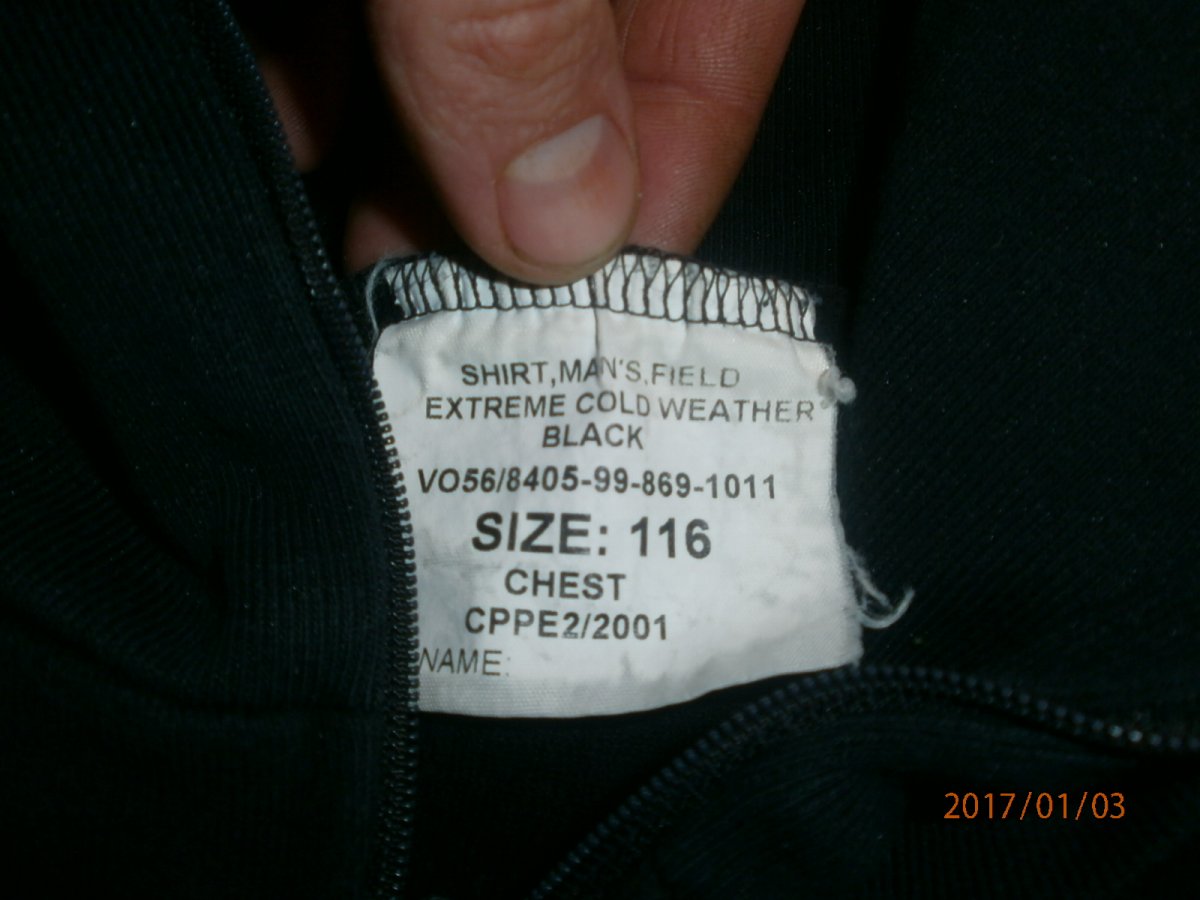 SHIRT,MAN'S,FIELD
EXTREME COLD WEATHER
BLACK
VO56/8405-99-869-1011
SIZE: 116
CHEST
CPPE2/2001
NAME:
2017/01/03